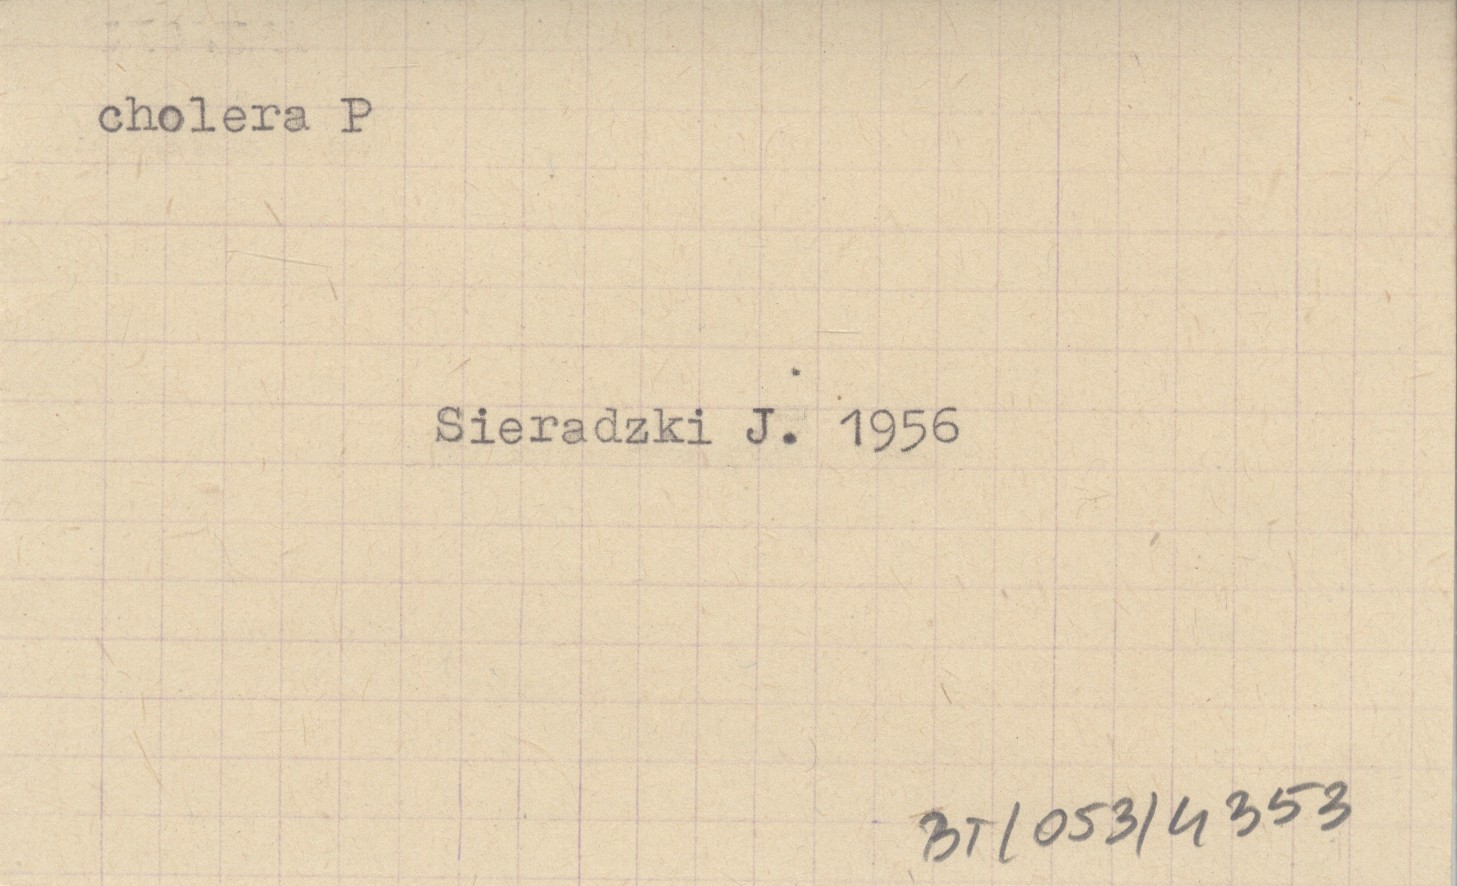 cholera P
Sieradzki J. 1956
BT/053/4353